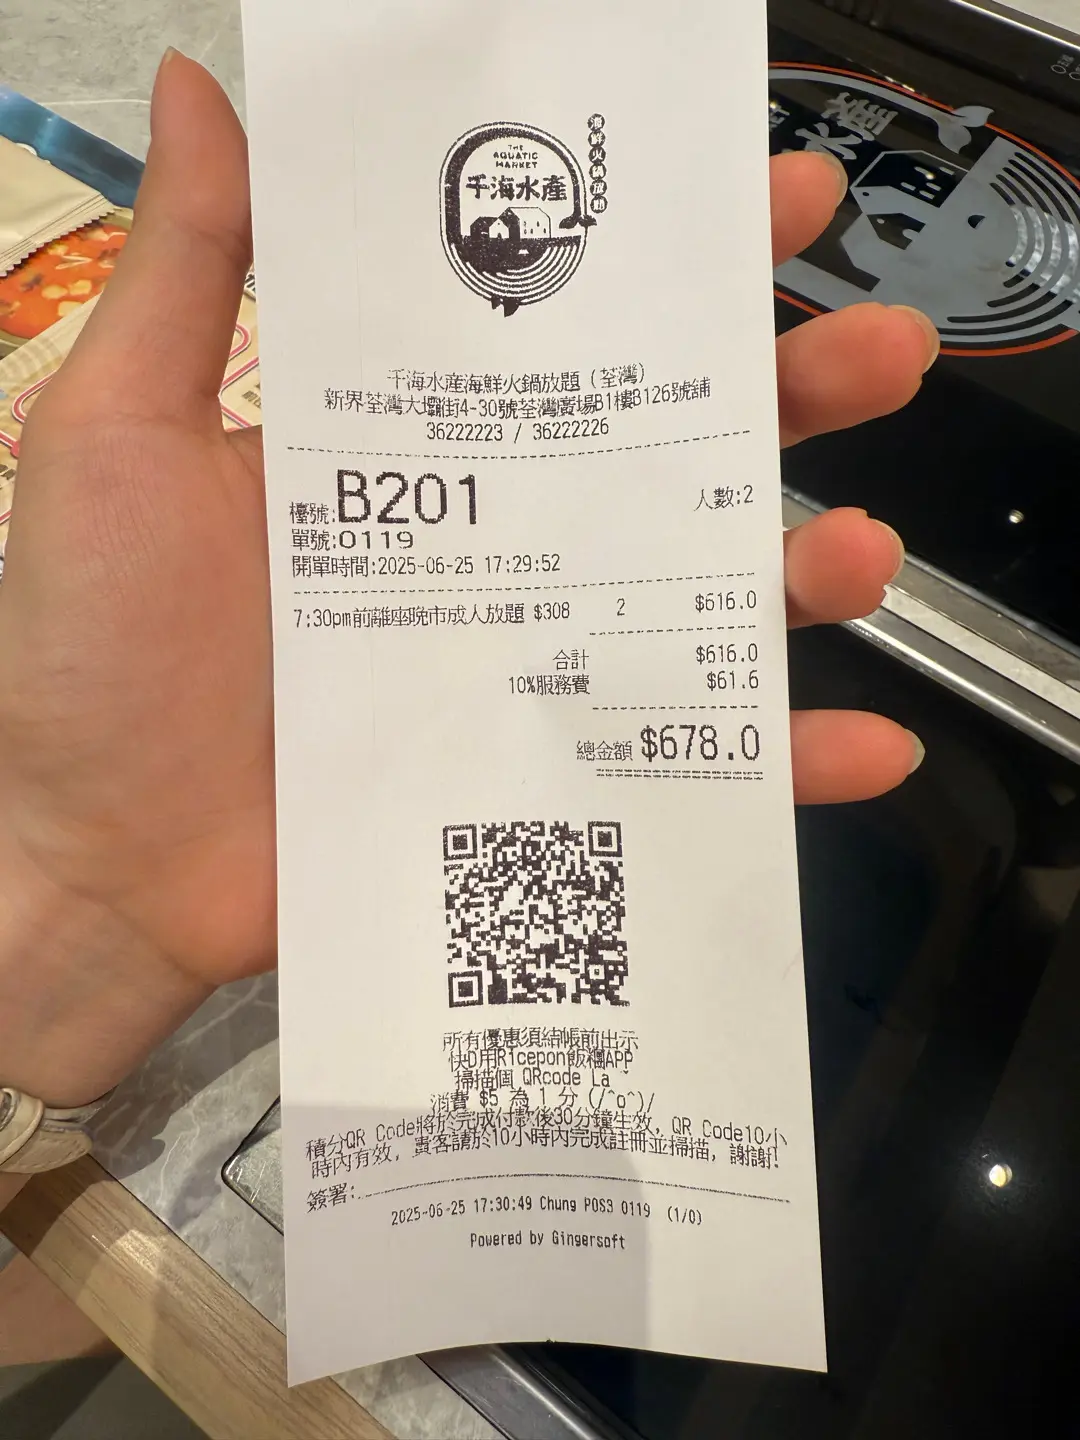 THE
AQUATIC
MARKET
千海水產
海鮮火鍋放題
千海水産海鮮火鍋放題 (荃灣)
新界荃灣大壩街4-30號荃灣廣場B1樓B126號舖
36222223 / 36222226
檯號:B201 人數:2
單號:0119
開單時間:2025-06-25 17:29:52
7:30pm前離座晚市成人放題 $308 2 $616.0
合計 $616.0
10%服務費 $61.6
總金額 $678.0
所有優惠須結帳前出示
快D用Ricepon飯糰APP
掃描個 QRcode La
消費 $5 為 1 分 (/^o^)/
積分QR Code將於完成付款後30分鐘生效, QR Code10小
時內有效, 貴客請於10小時內完成註冊並掃描, 謝謝!
簽署:
2025-06-25 17:30:49 Chung POS3 0119 (1/0)
Powered by Gingersoft
水產